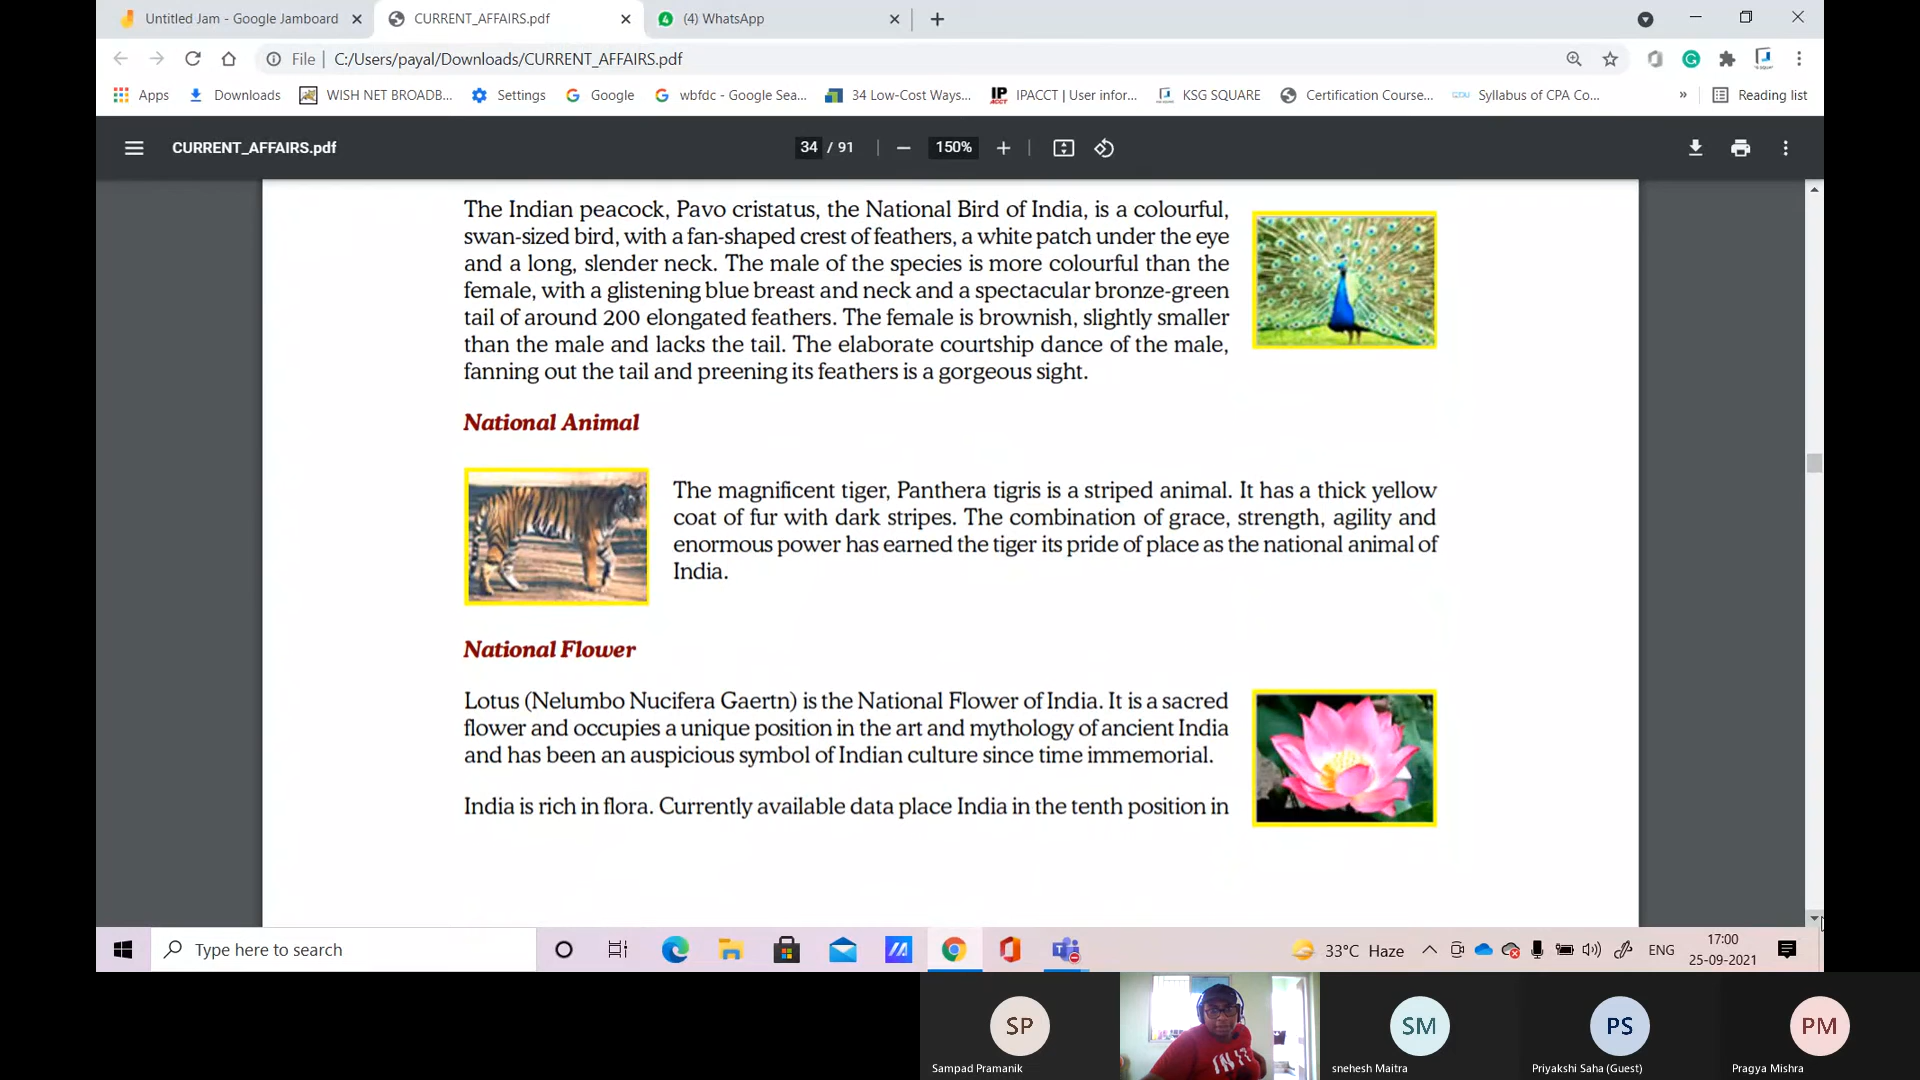 Untitled Jam - Google Jamboard
CURRENT_AFFAIRS.pdf
(4) WhatsApp
File
C:/Users/payal/Downloads/CURRENT_AFFAIRS.pdf
Apps
Downloads
WISH NET BROADB...
Settings
Google
wbfdc - Google Sea...
34 Low-Cost Ways...
IPACCT | User infor...
KSG SQUARE
Certification Course...
Syllabus of CPA Co...
»
Reading list
CURRENT_AFFAIRS.pdf
34 / 91
150%
The Indian peacock, Pavo cristatus, the National Bird of India, is a colourful,
swan-sized bird, with a fan-shaped crest of feathers, a white patch under the eye
and a long, slender neck. The male of the species is more colourful than the
female, with a glistening blue breast and neck and a spectacular bronze-green
tail of around 200 elongated feathers. The female is brownish, slightly smaller
than the male and lacks the tail. The elaborate courtship dance of the male,
fanning out the tail and preening its feathers is a gorgeous sight.
National Animal
The magnificent tiger, Panthera tigris is a striped animal. It has a thick yellow
coat of fur with dark stripes. The combination of grace, strength, agility and
enormous power has earned the tiger its pride of place as the national animal of
India.
National Flower
Lotus (Nelumbo Nucifera Gaertn) is the National Flower of India. It is a sacred
flower and occupies a unique position in the art and mythology of ancient India
and has been an auspicious symbol of Indian culture since time immemorial.
India is rich in flora. Currently available data place India in the tenth position in
Type here to search
33°C Haze
ENG
17:00
25-09-2021
SP
Sampad Pramanik
SM
snehesh Maitra
PS
Priyakshi Saha (Guest)
PM
Pragya Mishra